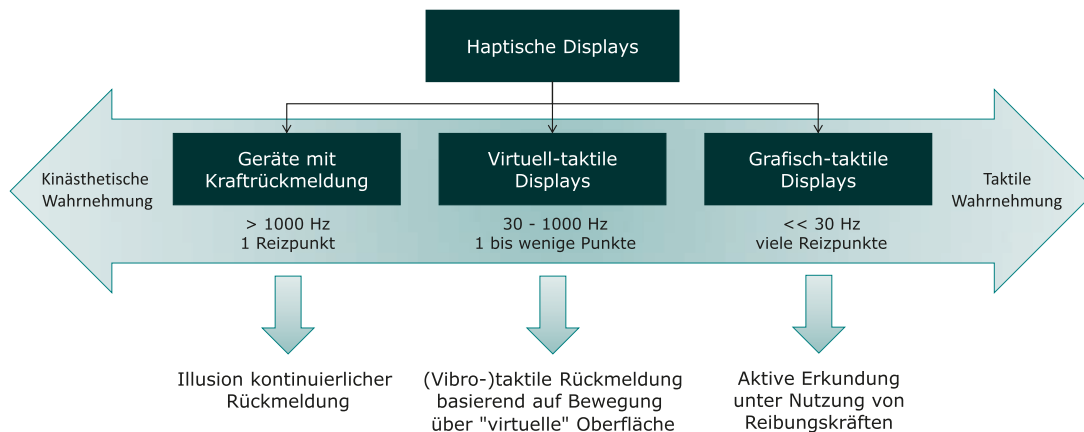 Haptische Displays
Kinästhetische
Wahrnehmung
Geräte mit
Kraftrückmeldung
> 1000 Hz
1 Reizpunkt
Virtuell-taktile
Displays
30 - 1000 Hz
1 bis wenige Punkte
Grafisch-taktile
Displays
<< 30 Hz
viele Reizpunkte
Taktile
Wahrnehmung
Illusion kontinuierlicher
Rückmeldung
(Vibro-)taktile Rückmeldung
basierend auf Bewegung
über "virtuelle" Oberfläche
Aktive Erkundung
unter Nutzung von
Reibungskräften